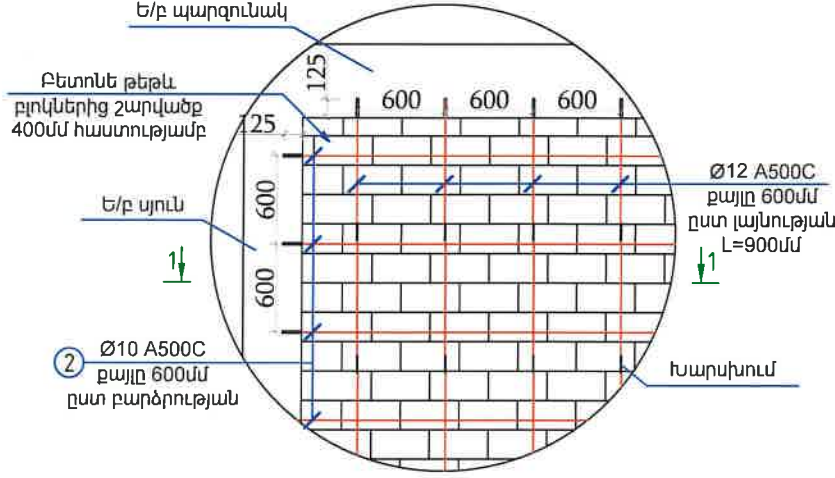 Ե/բ պարզունակ
125
600 600 600
Բետոնե թեթև
բլոկներից շարվածք
400մմ հաստությամբ
125
Ø12 A500C
քայլը 600մմ
ըստ լայնության
L=900մմ
600
Ե/բ սյուն
1
1
600
2
Ø10 A500C
քայլը 600մմ
ըստ բարձրության
Խարսխում